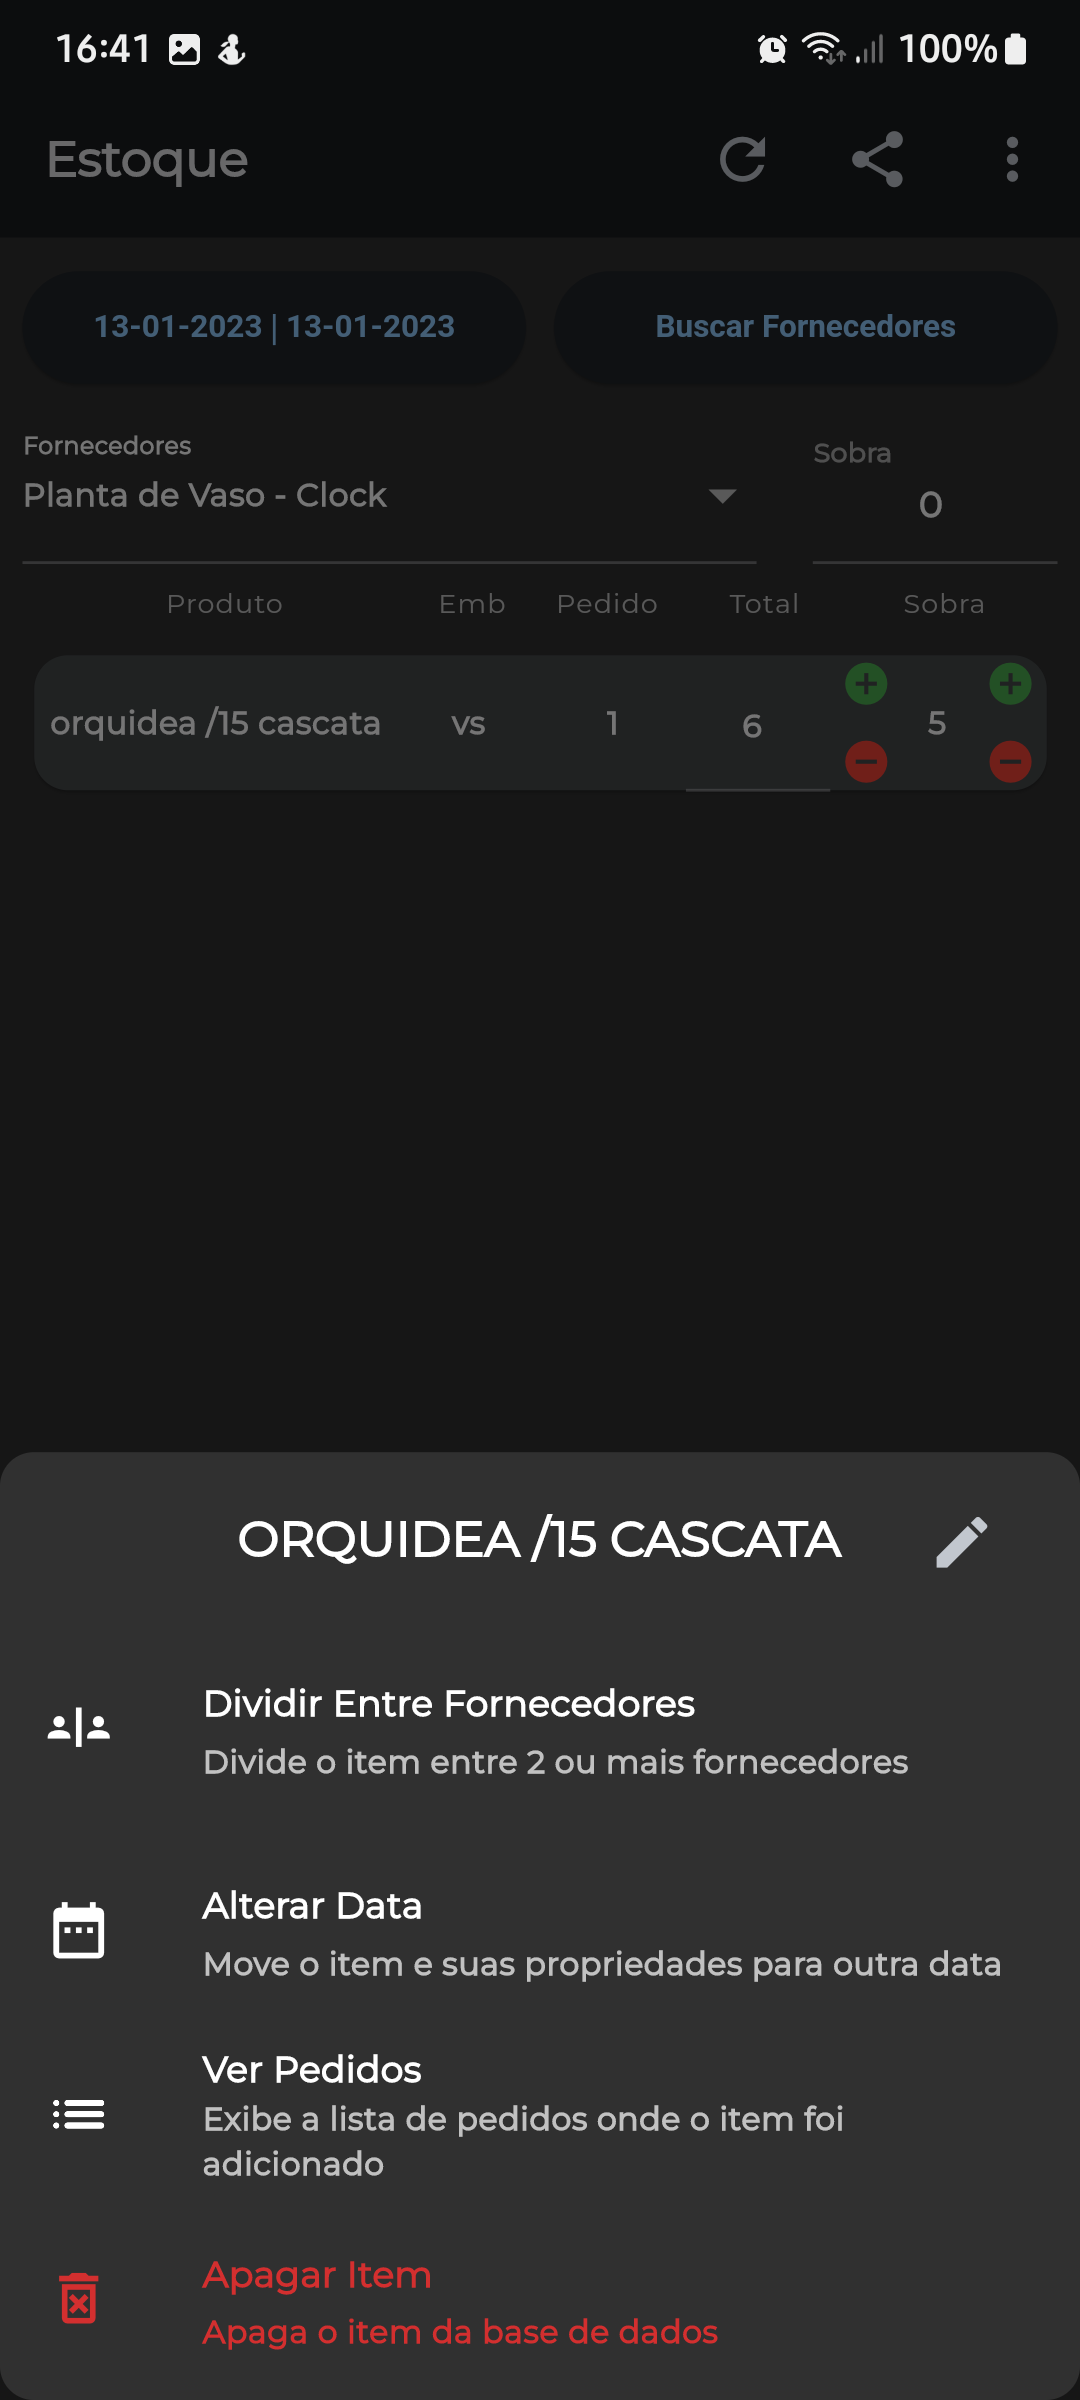 16:41 100%
Estoque
13-01-2023 | 13-01-2023 Buscar Fornecedores
Fornecedores Sobra
Planta de Vaso - Clock 0
Produto Emb Pedido Total Sobra
orquidea /15 cascata vs 1 6 5
ORQUIDEA /15 CASCATA
Dividir Entre Fornecedores
Divide o item entre 2 ou mais fornecedores
Alterar Data
Move o item e suas propriedades para outra data
Ver Pedidos
Exibe a lista de pedidos onde o item foi
adicionado
Apagar Item
Apaga o item da base de dados